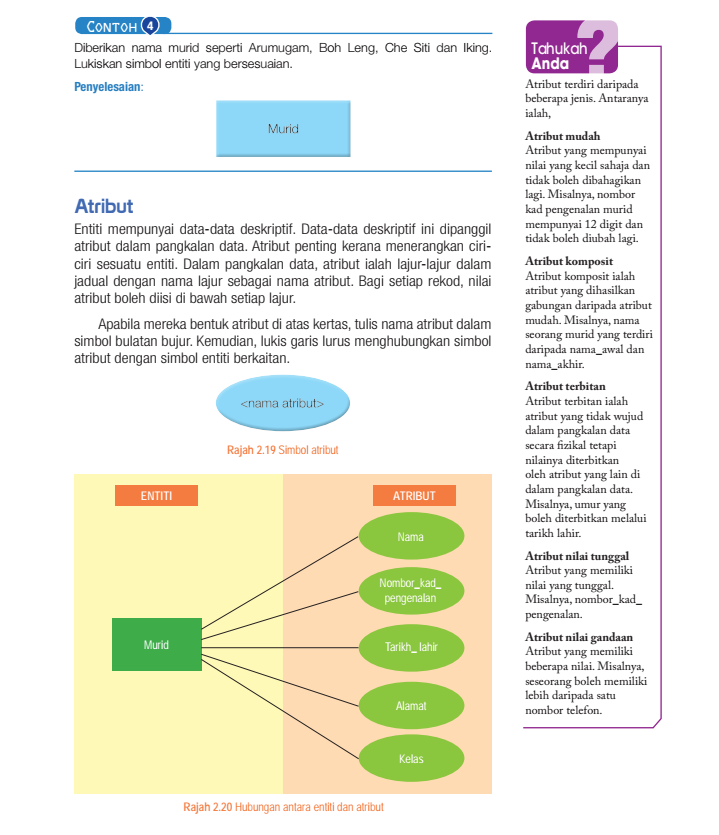 CONTOH 4
Diberikan nama murid seperti Arumugam, Boh Leng, Che Siti dan Iking.
Lukiskan simbol entiti yang bersesuaian.
Penyelesaian:
Murid
Atribut
Entiti mempunyai data-data deskriptif. Data-data deskriptif ini dipanggil
atribut dalam pangkalan data. Atribut penting kerana menerangkan ciri-
ciri sesuatu entiti. Dalam pangkalan data, atribut ialah lajur-lajur dalam
jadual dengan nama lajur sebagai nama atribut. Bagi setiap rekod, nilai
atribut boleh diisi di bawah setiap lajur.
Apabila mereka bentuk atribut di atas kertas, tulis nama atribut dalam
simbol bulatan bujur. Kemudian, lukis garis lurus menghubungkan simbol
atribut dengan simbol entiti berkaitan.
<nama atribut>
Rajah 2.19 Simbol atribut
ENTITI
ATRIBUT
Murid
Nama
Nombor_kad_
pengenalan
Tarikh_ lahir
Alamat
Kelas
Rajah 2.20 Hubungan antara entiti dan atribut
Tahukah
Anda
?
Atribut terdiri daripada
beberapa jenis. Antaranya
ialah,
Atribut mudah
Atribut yang mempunyai
nilai yang kecil sahaja dan
tidak boleh dibahagikan
lagi. Misalnya, nombor
kad pengenalan murid
mempunyai 12 digit dan
tidak boleh diubah lagi.
Atribut komposit
Atribut komposit ialah
atribut yang dihasilkan
gabungan daripada atribut
mudah. Misalnya, nama
seorang murid yang terdiri
daripada nama_awal dan
nama_akhir.
Atribut terbitan
Atribut terbitan ialah
atribut yang tidak wujud
dalam pangkalan data
secara fizikal tetapi
nilainya diterbitkan
oleh atribut yang lain di
dalam pangkalan data.
Misalnya, umur yang
boleh diterbitkan melalui
tarikh lahir.
Atribut nilai tunggal
Atribut yang memiliki
nilai yang tunggal.
Misalnya, nombor_kad_
pengenalan.
Atribut nilai gandaan
Atribut yang memiliki
beberapa nilai. Misalnya,
seseorang boleh memiliki
lebih daripada satu
nombor telefon.